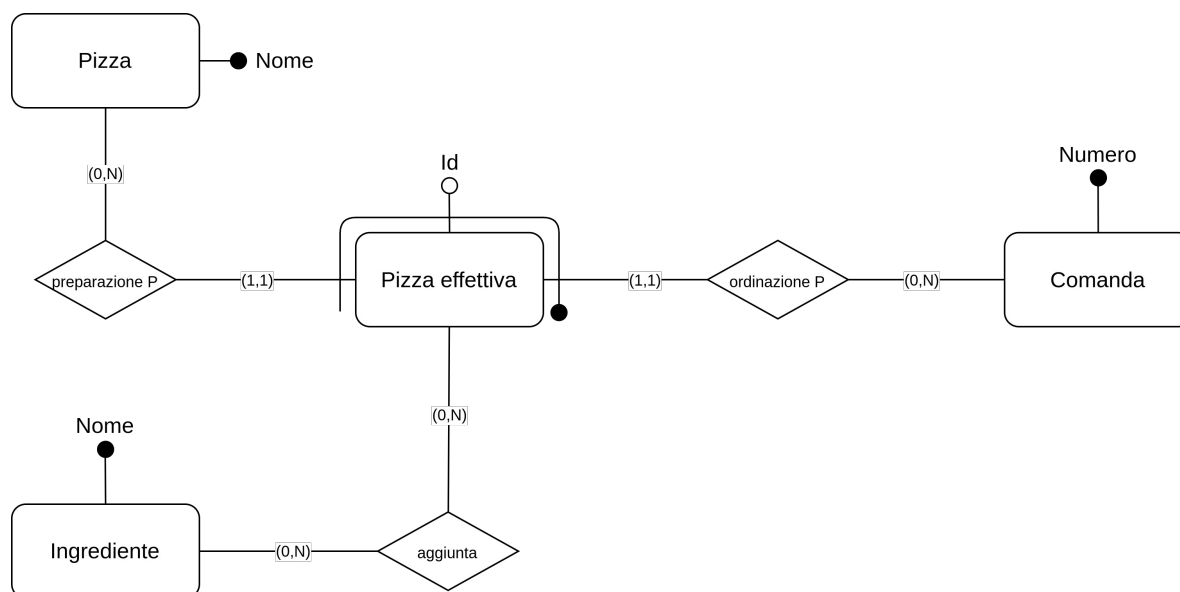 Pizza
Nome
(0,N)
Id
Numero
preparazione P
(1,1)
Pizza effettiva
(1,1)
ordinazione P
(0,N)
Comanda
(0,N)
Nome
Ingrediente
(0,N)
aggiunta